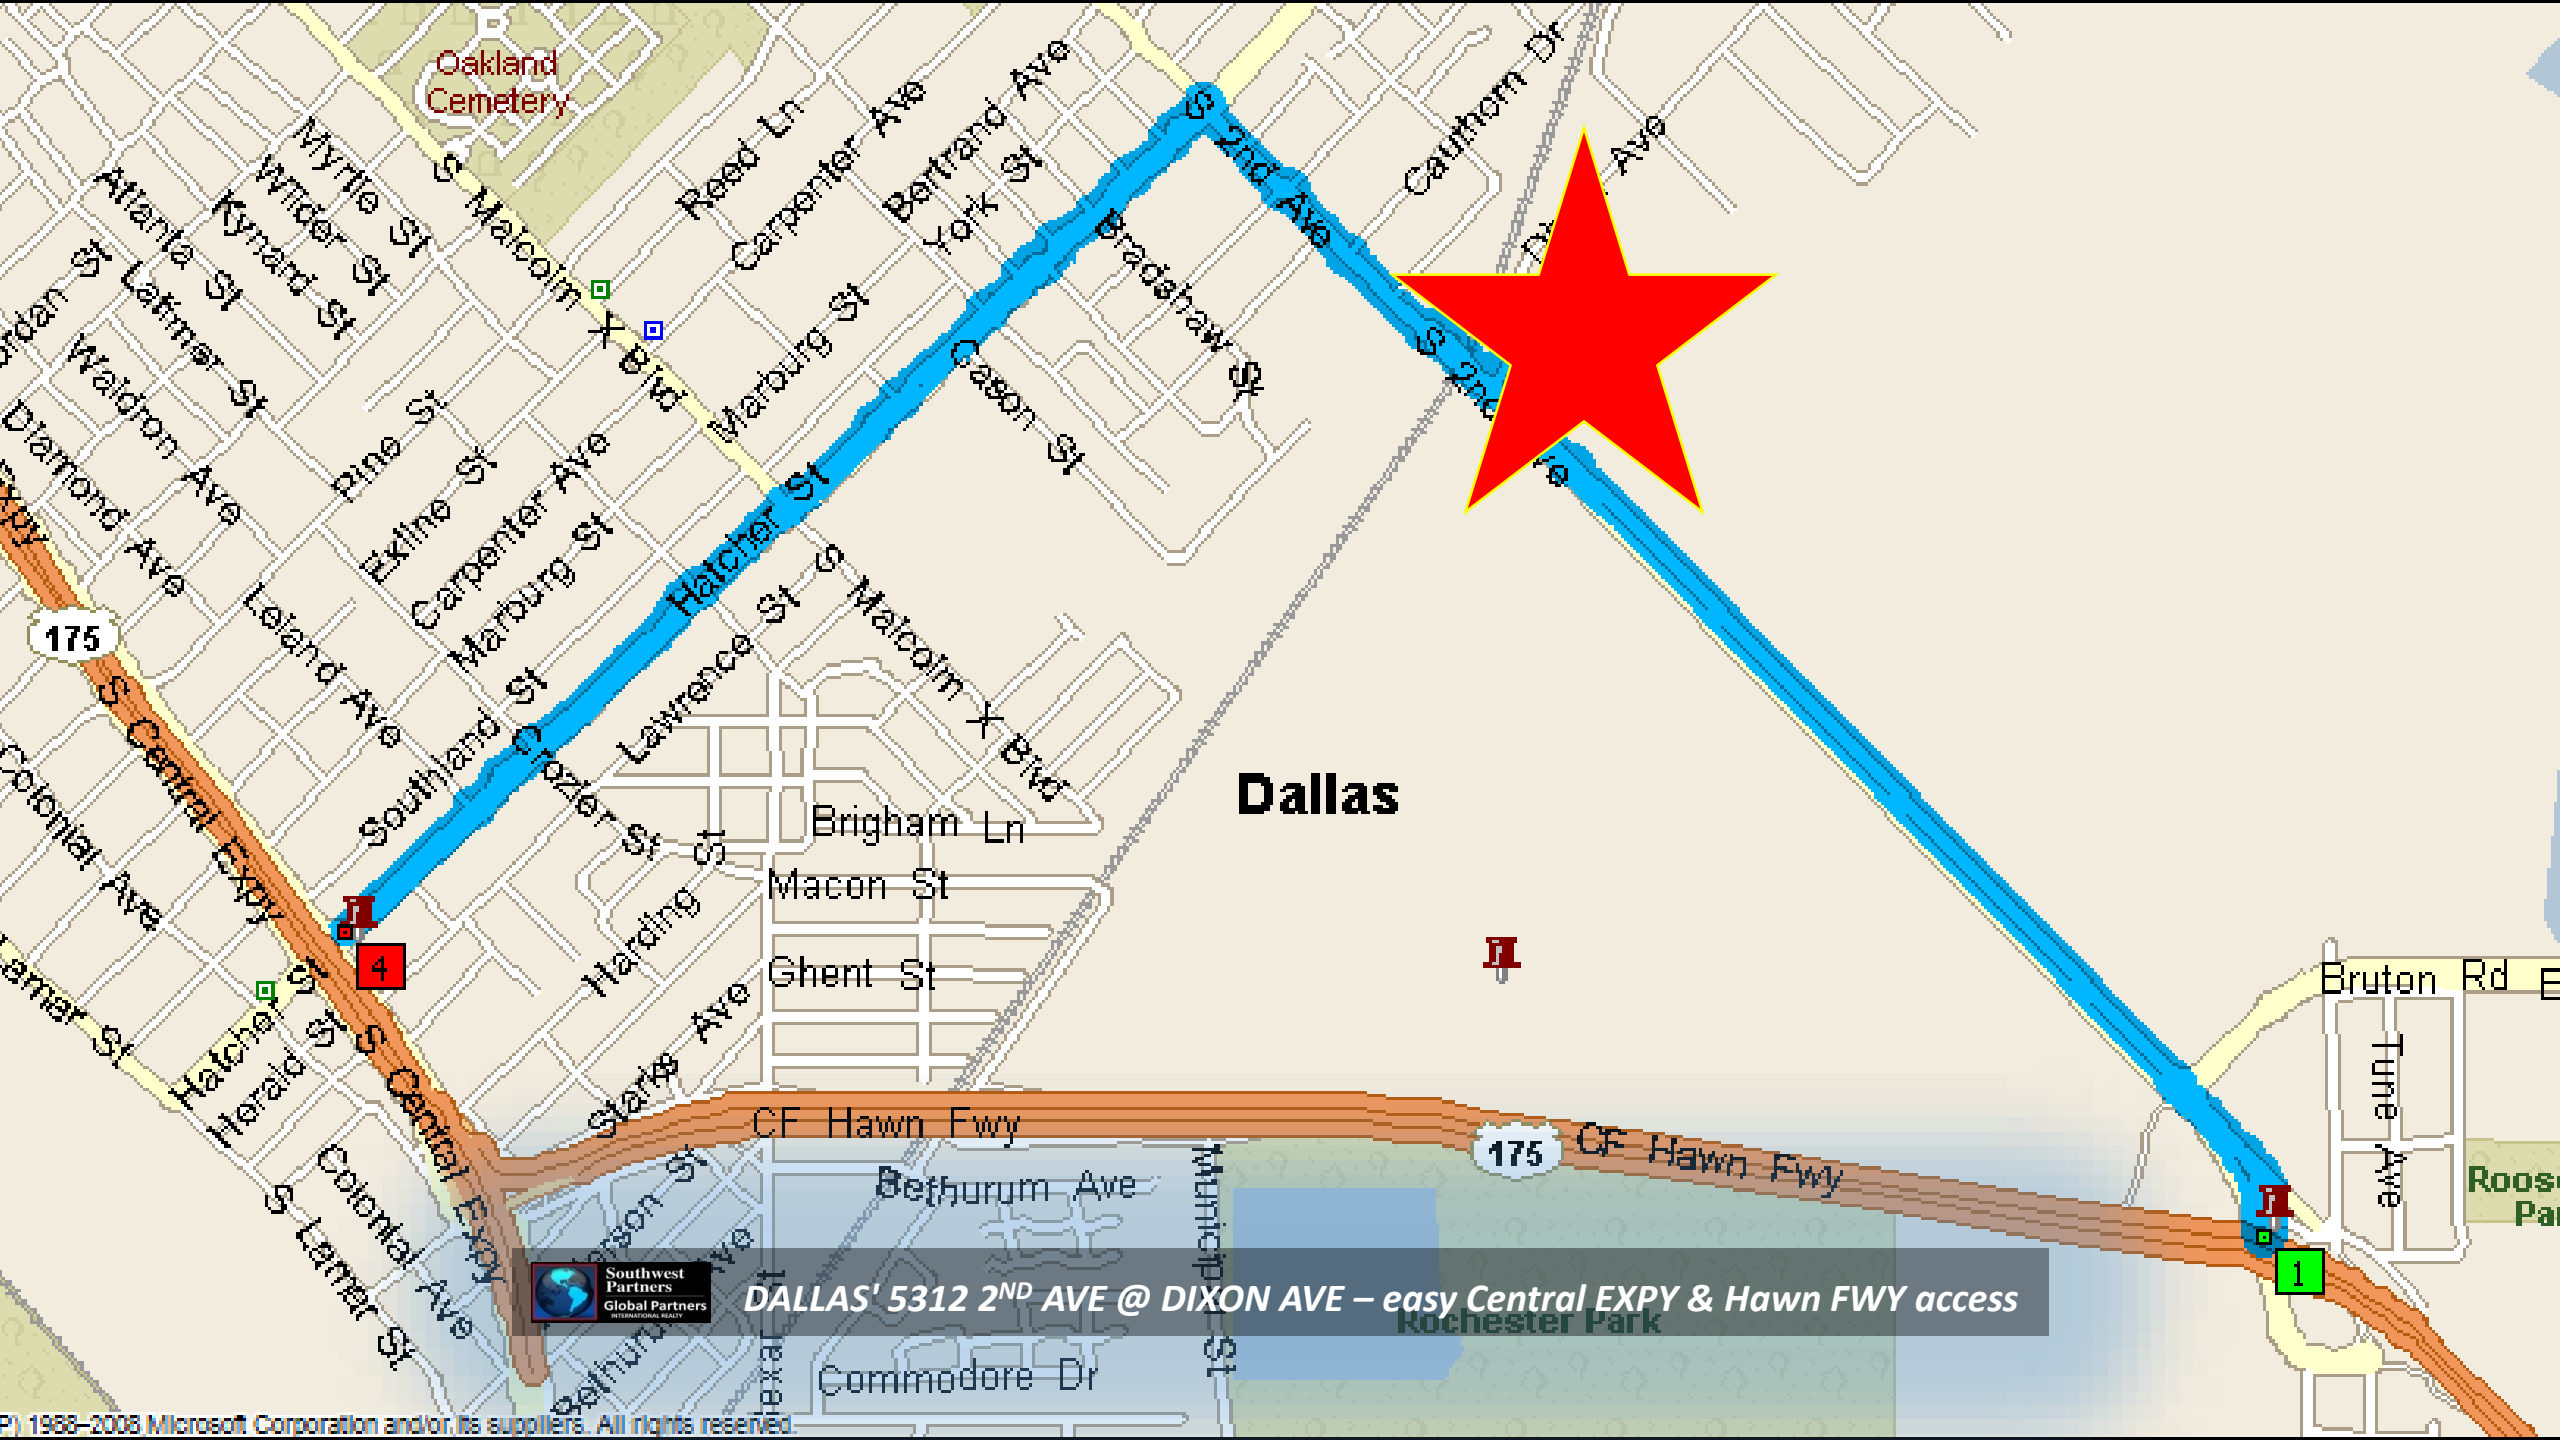 Oakland
Cemetery
Myrtle St
Wilder St
Kynard St
Atlanta St
Latimer St
Waldron Ave
Diamond Ave
S Malcolm X Blvd
Reed Ln
Carpenter Ave
Bertrand Ave
York St
Marburg St
S 2nd Ave
Cauthorn Dr
Ave
Bradshaw St
Cason St
S 2nd
Pine St
Exline St
Carpenter Ave
Marburg St
Hatcher St
Lawrence St
S Malcolm X Blvd
175
S Central Expy
Leland Ave
Southland St
Crozier St
Colonial Ave
Brigham Ln
Macon St
Ghent St
Harding St
Starks Ave
Dallas
4
Hatcher St
Herald St
S Central Expy
CF Hawn Fwy
175
CF Hawn Fwy
Bruton Rd
Tune Ave
1
Bethurum Ave
Municipal St
Colonial Ave
S Lamar St
Southwest
Partners
Global Partners
INTERNATIONAL REALTY
DALLAS' 5312 2ND AVE @ DIXON AVE – easy Central EXPY & Hawn FWY access
Rochester Park
Commodore Dr
1988–2008 Microsoft Corporation and/or its suppliers. All rights reserved.